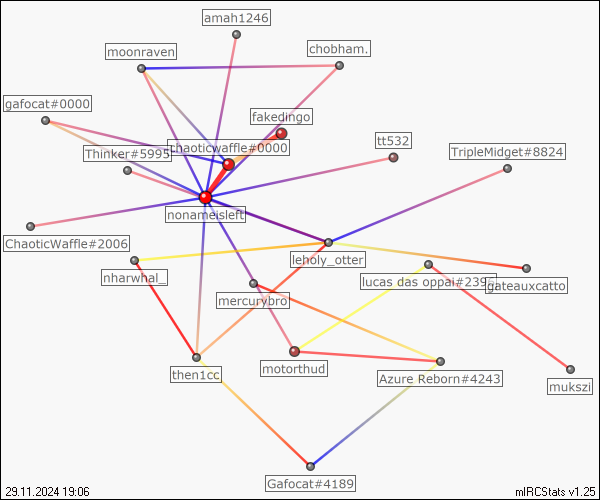 amah1246
moonraven
chobham.
gafocat#0000
fakedingo
tt532
Thinker#5995
chaoticwaffle#0000
TripleMidget#8824
nonameisleft
ChaoticWaffle#2006
leholy_otter
nharwhal_
lucas das oppai#239
gateauxcatto
mercurybro
motorthud
then1cc
Azure Reborn#4243
mukszi
Gafocat#4189
29.11.2024 19:06
mIRCStats v1.25